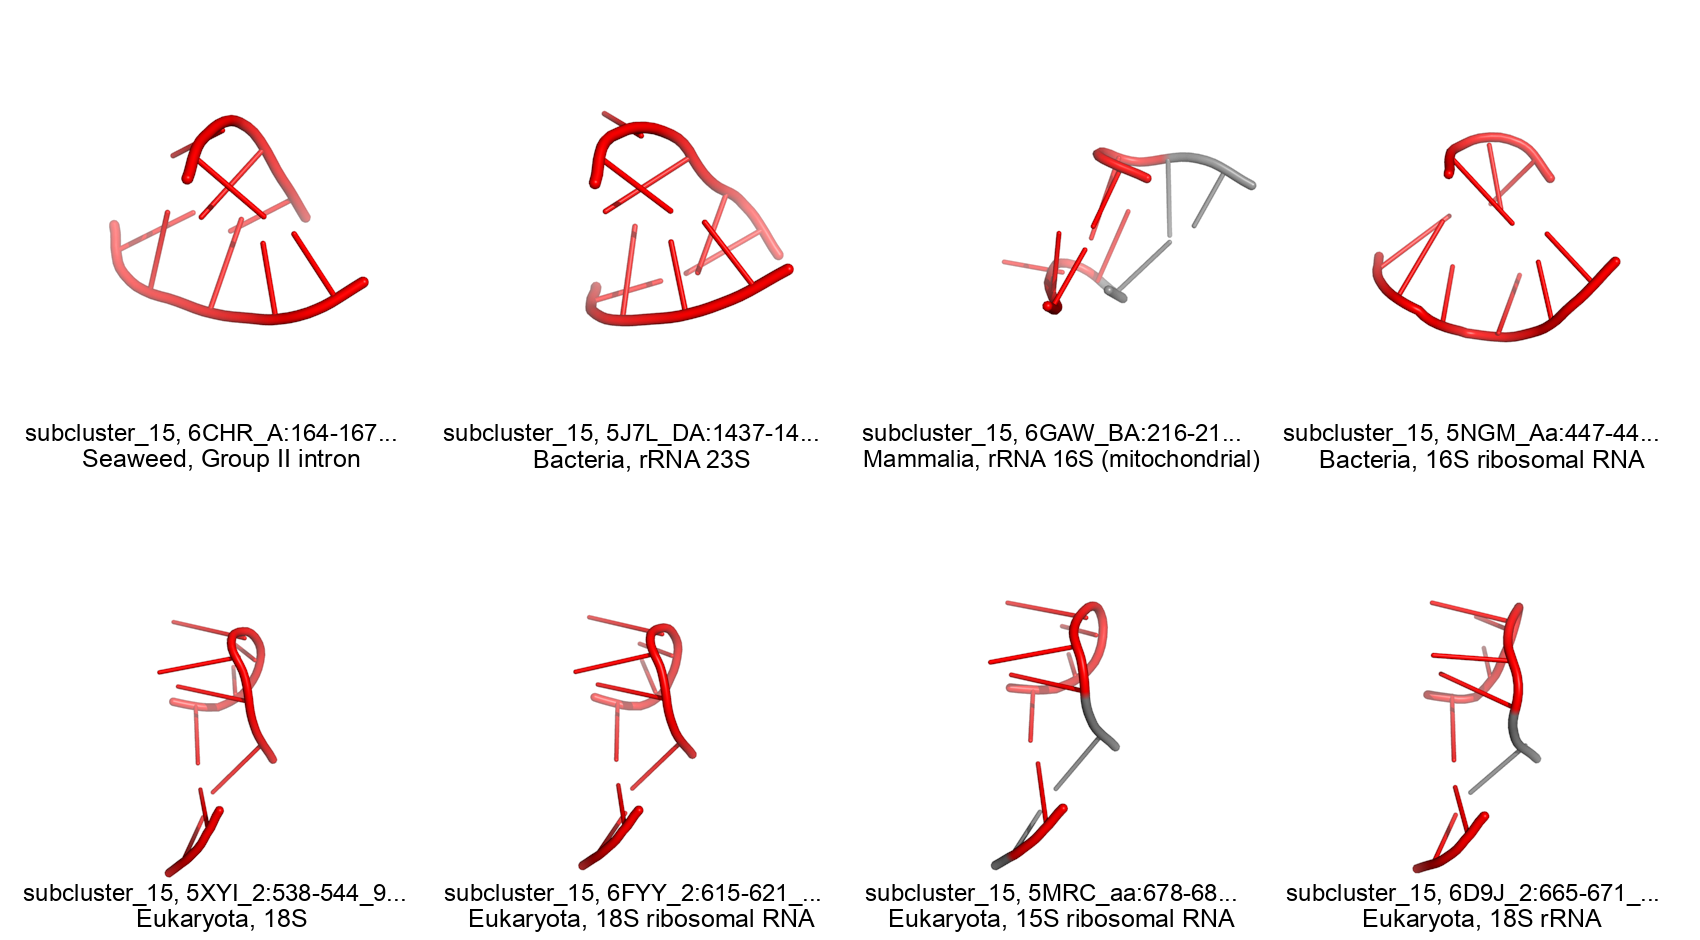 subcluster_15, 6CHR_A:164-167...
Seaweed, Group II intron
subcluster_15, 5J7L_DA:1437-14...
Bacteria, rRNA 23S
subcluster_15, 6GAW_BA:216-21...
Mammalia, rRNA 16S (mitochondrial)
subcluster_15, 5NGM_Aa:447-44...
Bacteria, 16S ribosomal RNA
subcluster_15, 5XYI_2:538-544_9...
Eukaryota, 18S
subcluster_15, 6FYY_2:615-621_...
Eukaryota, 18S ribosomal RNA
subcluster_15, 5MRC_aa:678-68...
Eukaryota, 15S ribosomal RNA
subcluster_15, 6D9J_2:665-671_...
Eukaryota, 18S rRNA